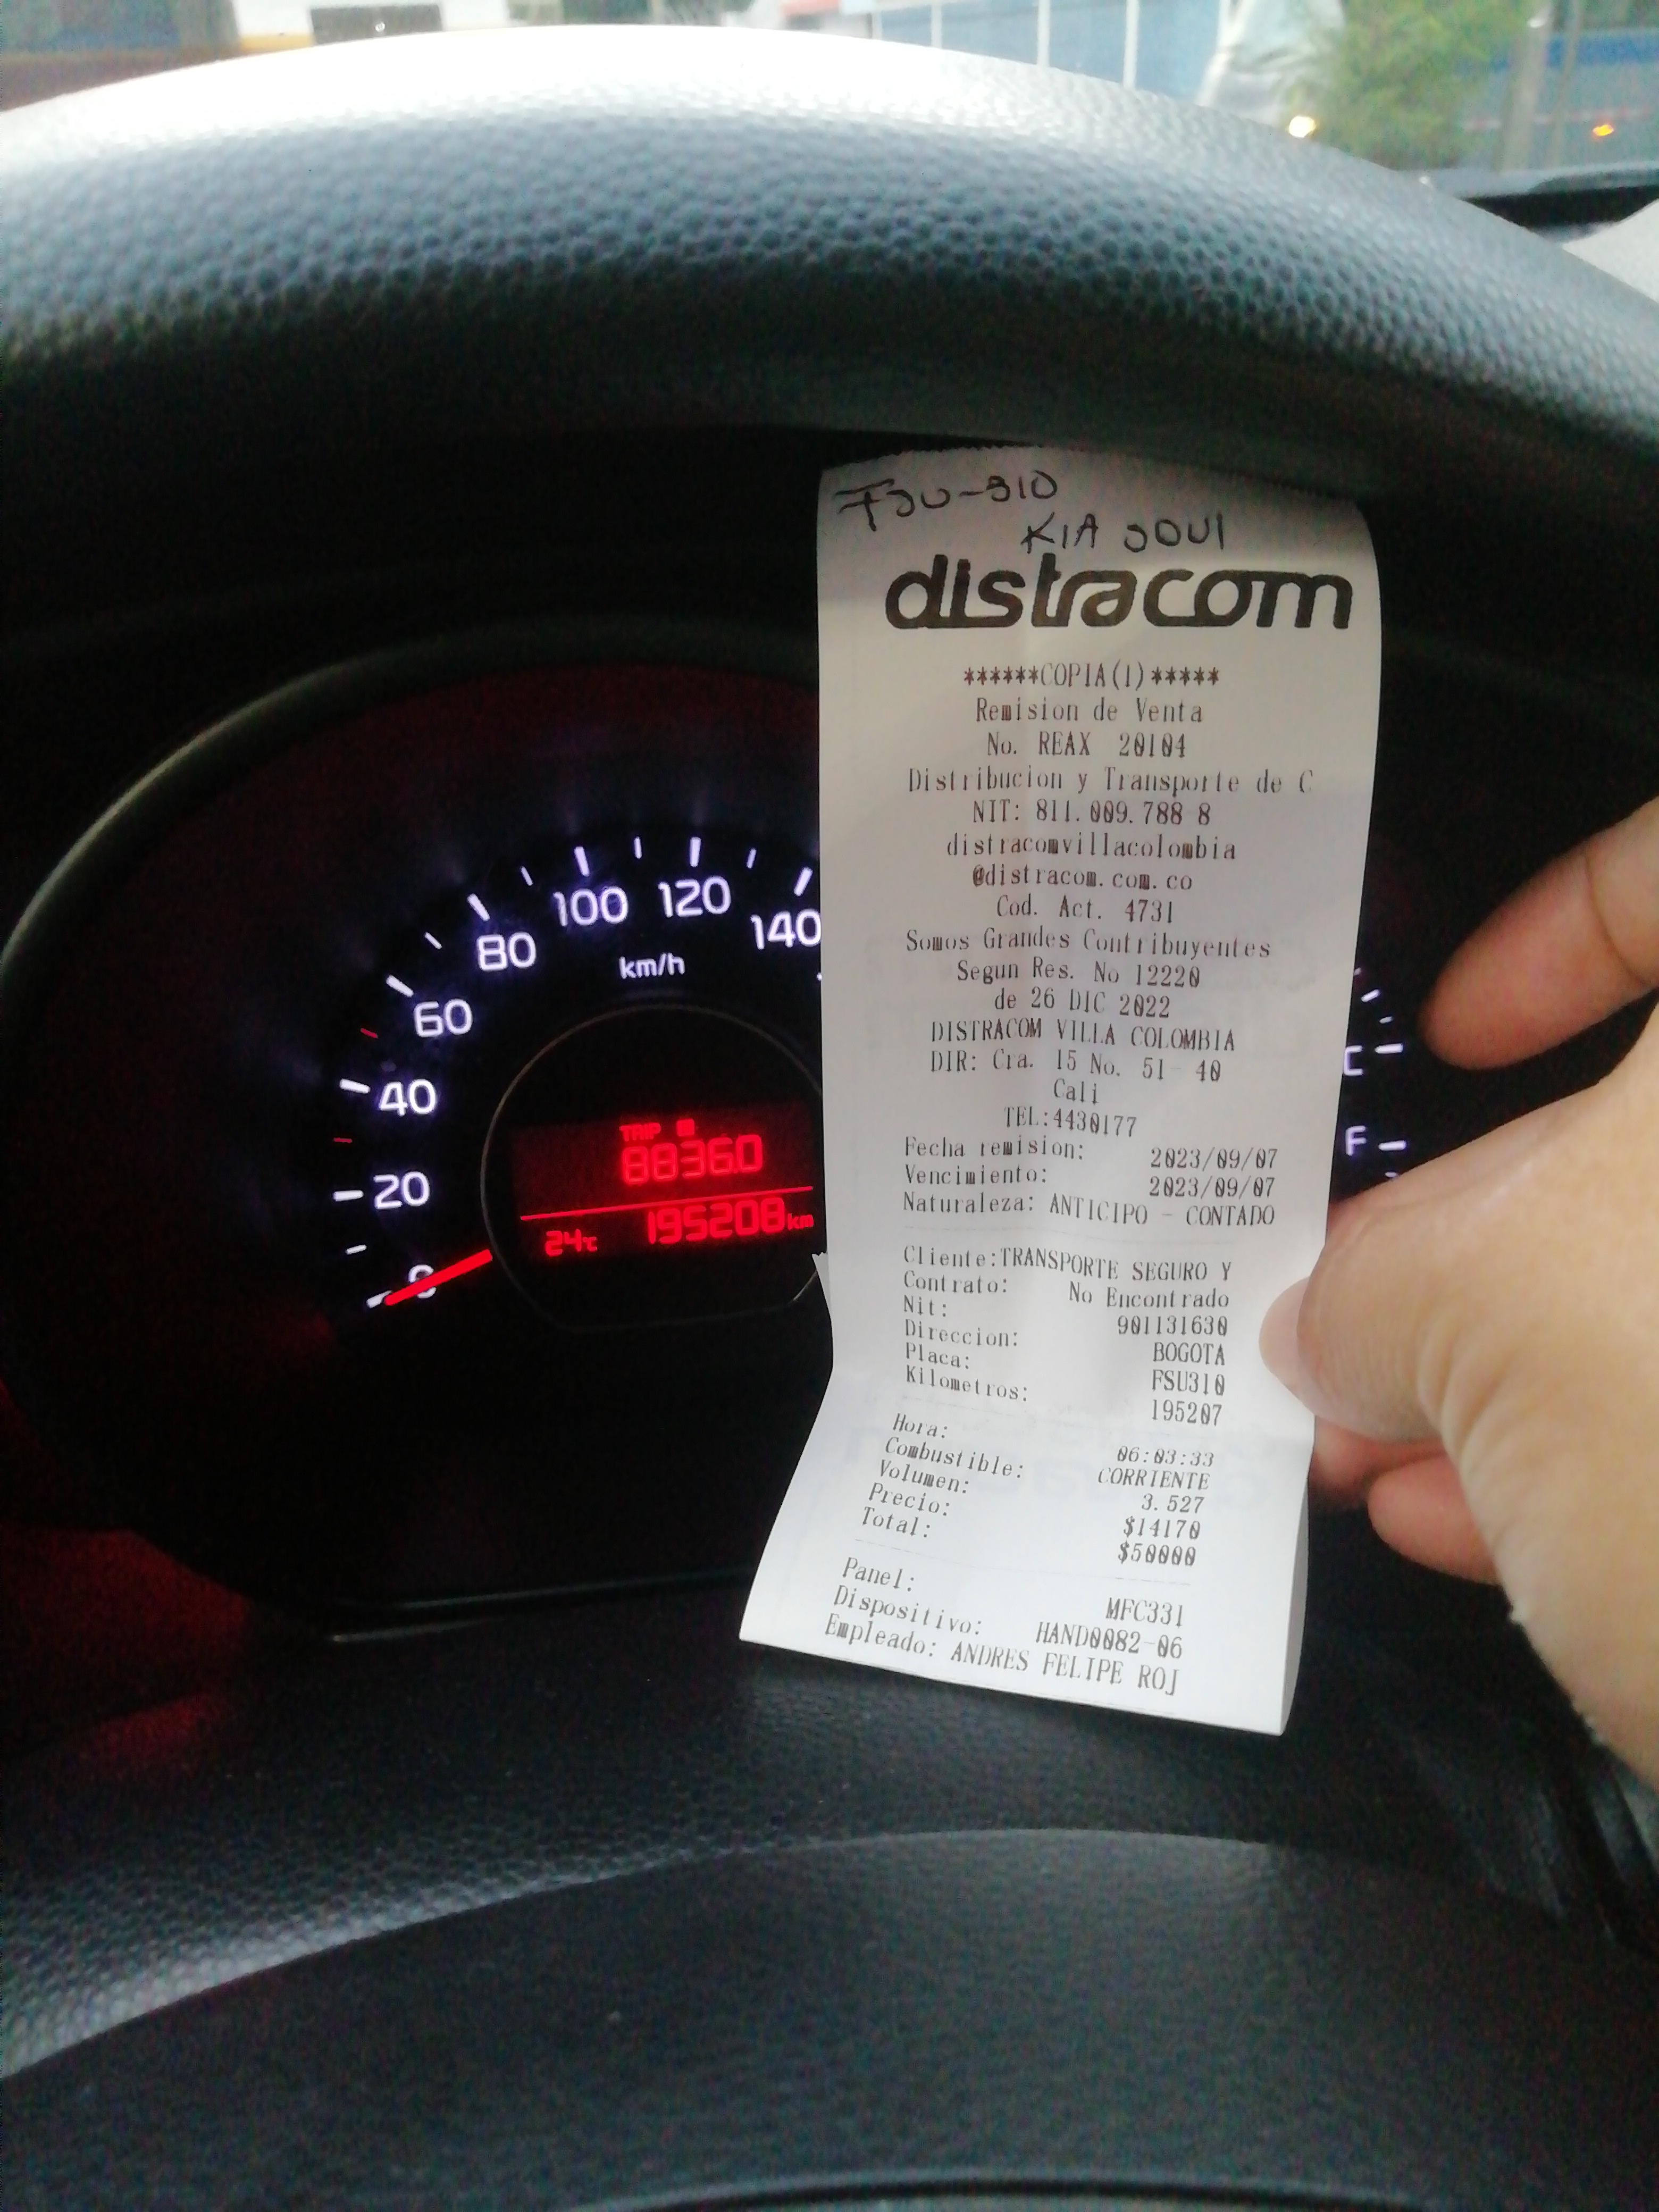 FSU-310
KIA SOUl
distracom
******COPIA(1)*****
Remision de Venta
No. REAX 20104
Distribucion y Transporte de C
NIT: 811.009.788 8
distracomvillacolombia
@distracom.com.co
Cod. Act. 4731
Somos Grandes Contribuyentes
Segun Res. No 12220
de 26 DIC 2022
DISTRACOM VILLA COLOMBIA
DIR: Cra. 15 No. 51 40
Cali
TEL:4430177
Fecha remision: 2023/09/07
Vencimiento: 2023/09/07
Naturaleza: ANTICIPO - CONTADO
Cliente:TRANSPORTE SEGURO Y
Contrato: No Encontrado
Nit: 901131630
Direccion: BOGOTA
Placa: FSU310
Kilometros: 195207
Hora: 06:03:33
Combustible: CORRIENTE
Volumen: 3.527
Precio: $14170
Total: $50000
Panel: MFC331
Dispositivo: HAND0082-06
Empleado: ANDRES FELIPE ROJ
0
20
40
60
80
100
120
140
km/h
TRIP
8836.0
24°C 195208km
C
F